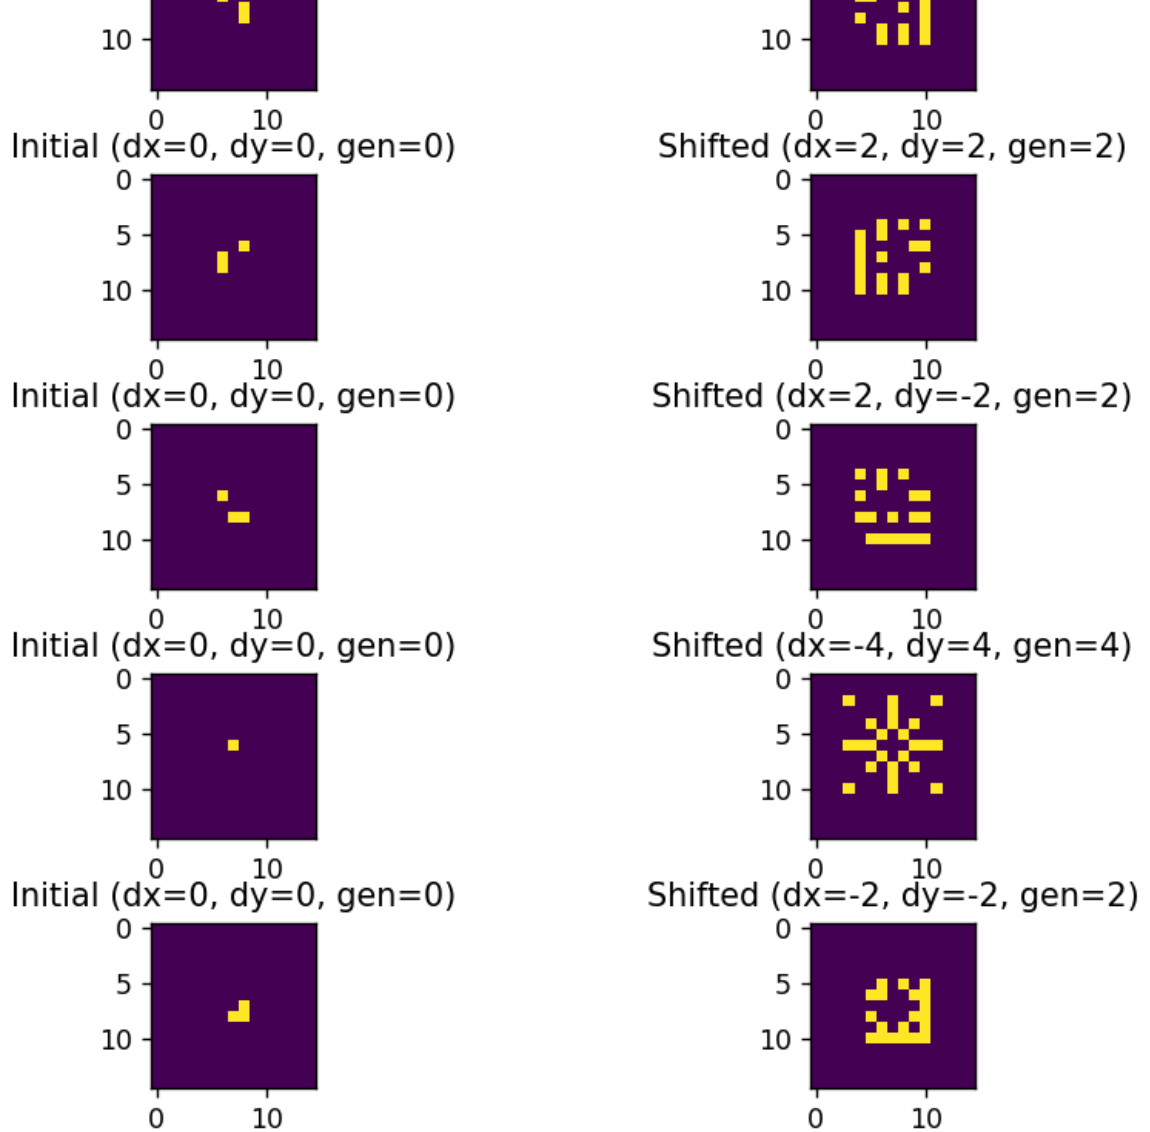 10 10
0 10 0 10
Initial (dx=0, dy=0, gen=0) Shifted (dx=2, dy=2, gen=2)
0 0
5 5
10 10
0 10 0 10
Initial (dx=0, dy=0, gen=0) Shifted (dx=2, dy=-2, gen=2)
0 0
5 5
10 10
0 10 0 10
Initial (dx=0, dy=0, gen=0) Shifted (dx=-4, dy=4, gen=4)
0 0
5 5
10 10
0 10 0 10
Initial (dx=0, dy=0, gen=0) Shifted (dx=-2, dy=-2, gen=2)
0 0
5 5
10 10
0 10 0 10